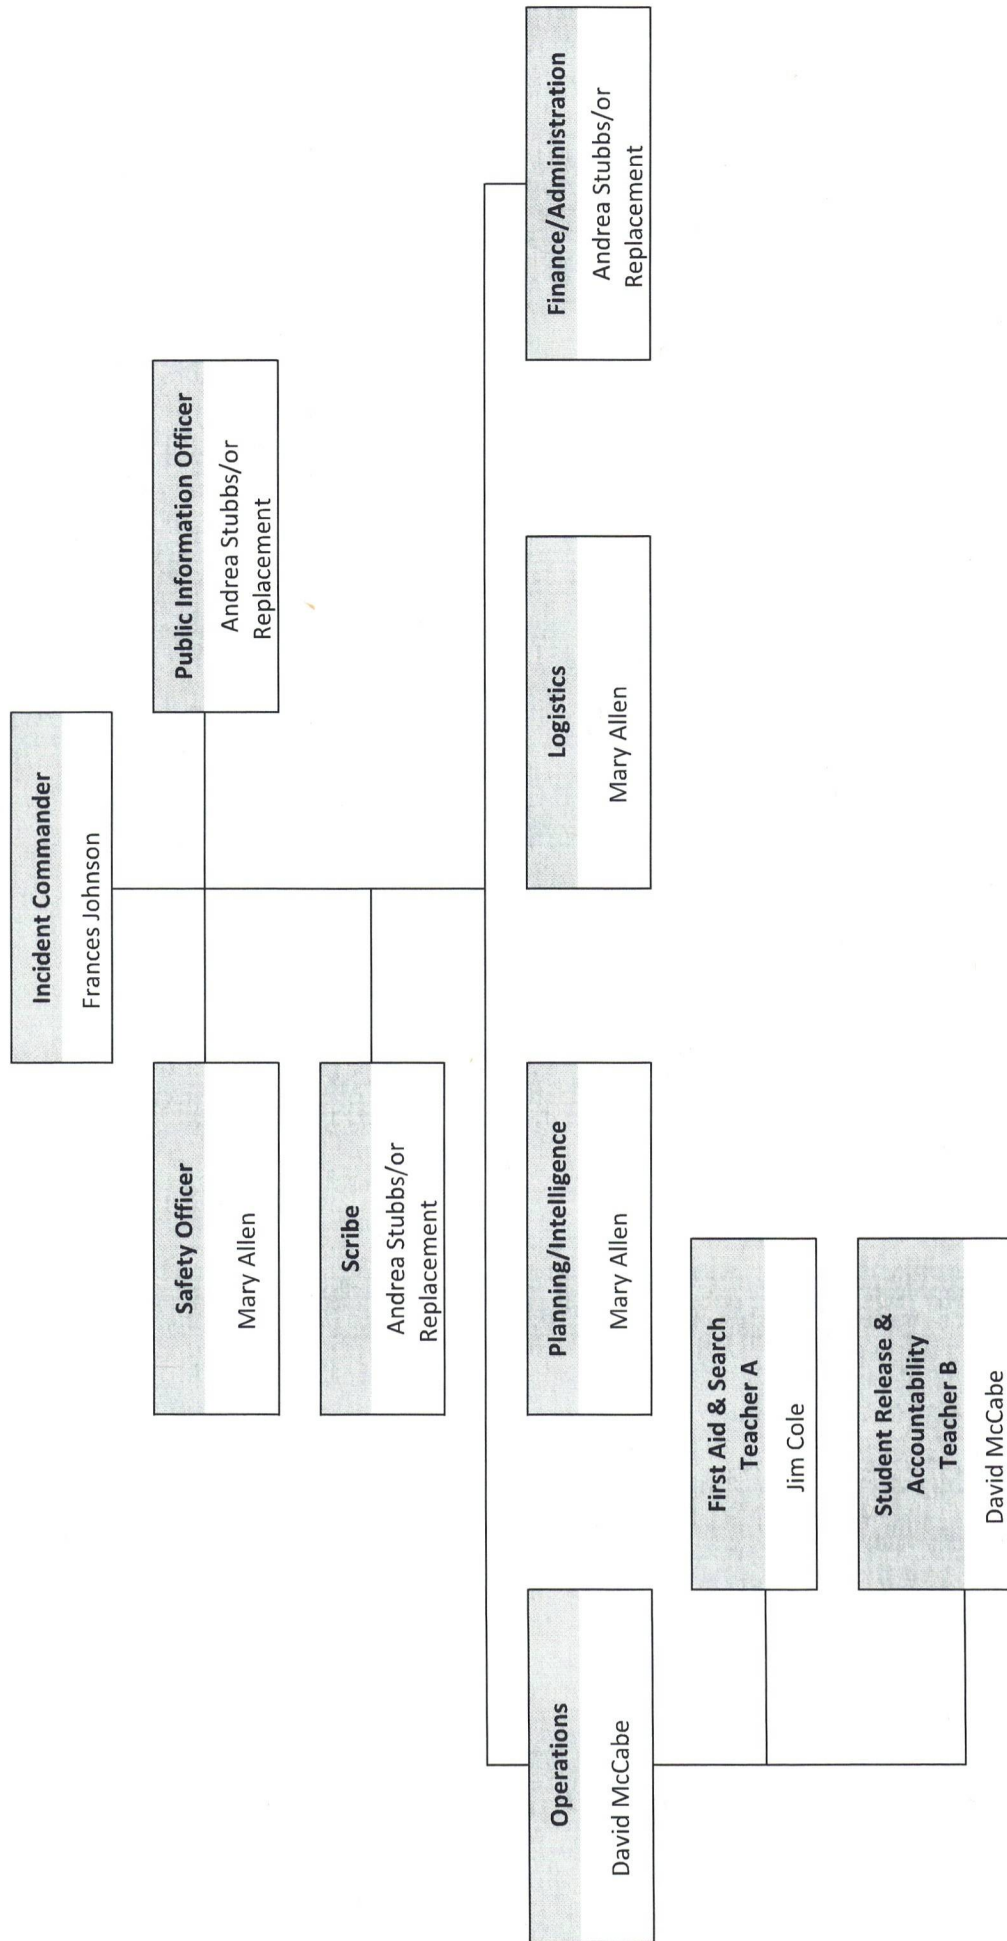 Incident Commander
Frances Johnson
Safety Officer
Mary Allen
Public Information Officer
Andrea Stubbs/or
Replacement
Scribe
Andrea Stubbs/or
Replacement
Operations
David McCabe
Planning/Intelligence
Mary Allen
Logistics
Mary Allen
Finance/Administration
Andrea Stubbs/or
Replacement
First Aid & Search
Teacher A
Jim Cole
Student Release &
Accountability
Teacher B
David McCabe